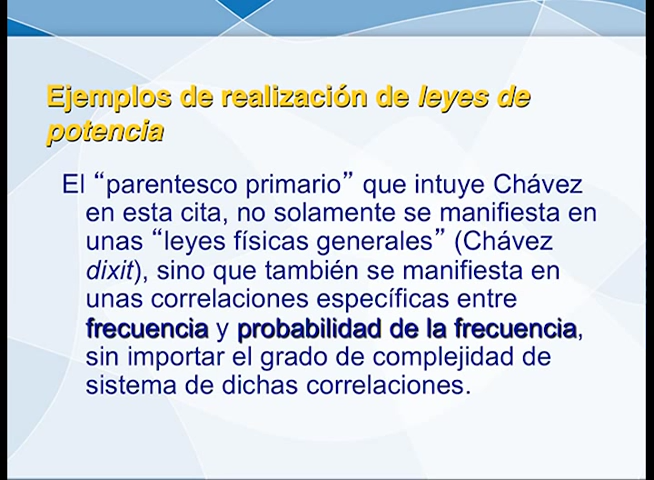 Ejemplos de realización de leyes de
potencia
El “parentesco primario” que intuye Chávez
en esta cita, no solamente se manifiesta en
unas “leyes físicas generales” (Chávez
dixit), sino que también se manifiesta en
unas correlaciones específicas entre
frecuencia y probabilidad de la frecuencia,
sin importar el grado de complejidad de
sistema de dichas correlaciones.